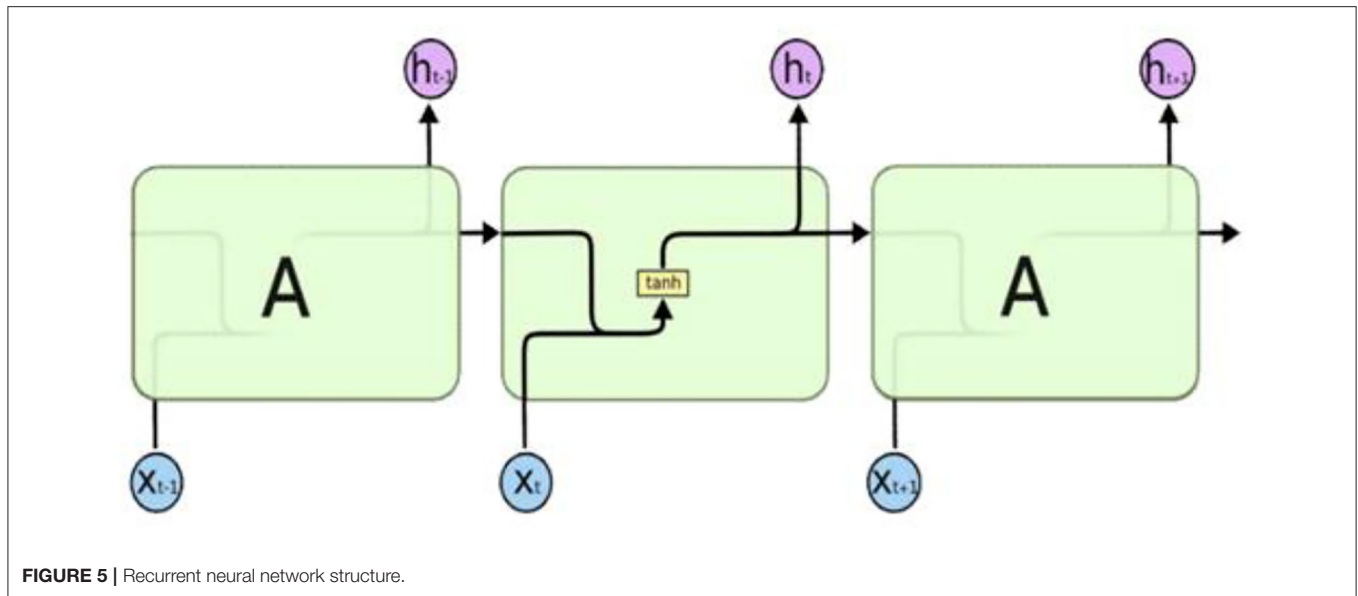 ht-1 ht ht+1
A tanh A
xt-1 xt xt+1
FIGURE 5 | Recurrent neural network structure.